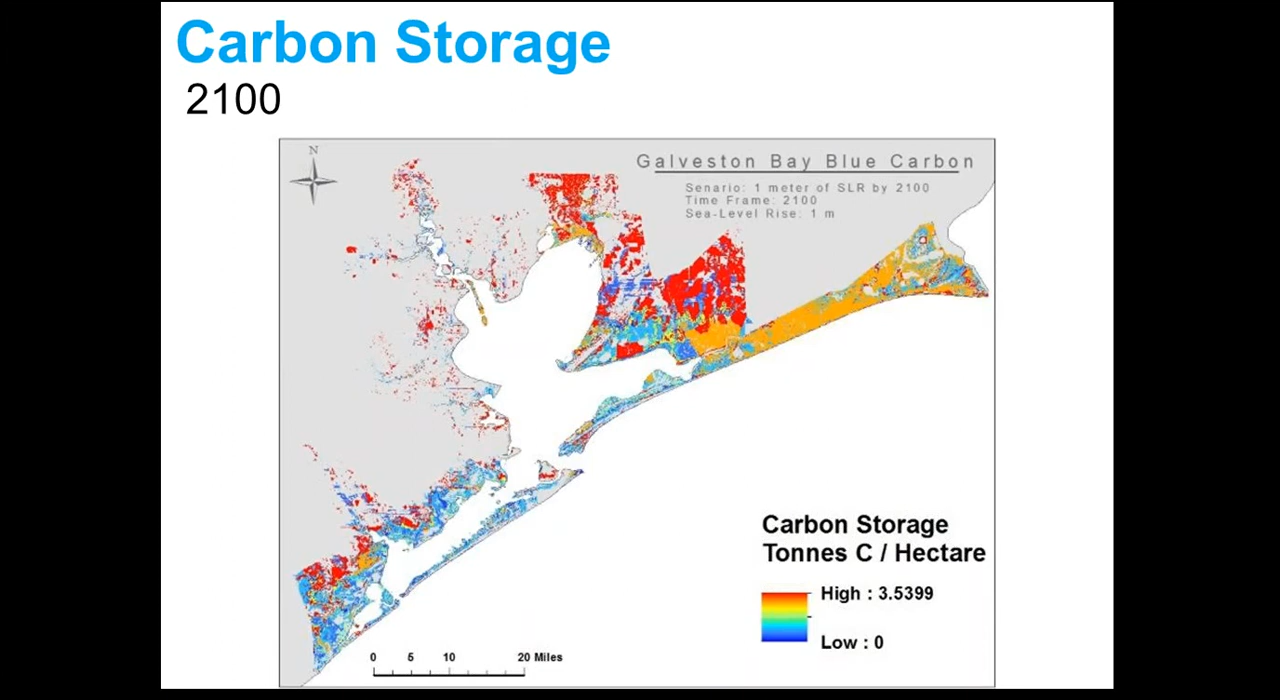 Carbon Storage
2100
N
Galveston Bay Blue Carbon
Senario: 1 meter of SLR by 2100
Time Frame: 2100
Sea-Level Rise: 1 m
Carbon Storage
Tonnes C / Hectare
High : 3.5399
Low : 0
0 5 10 20 Miles